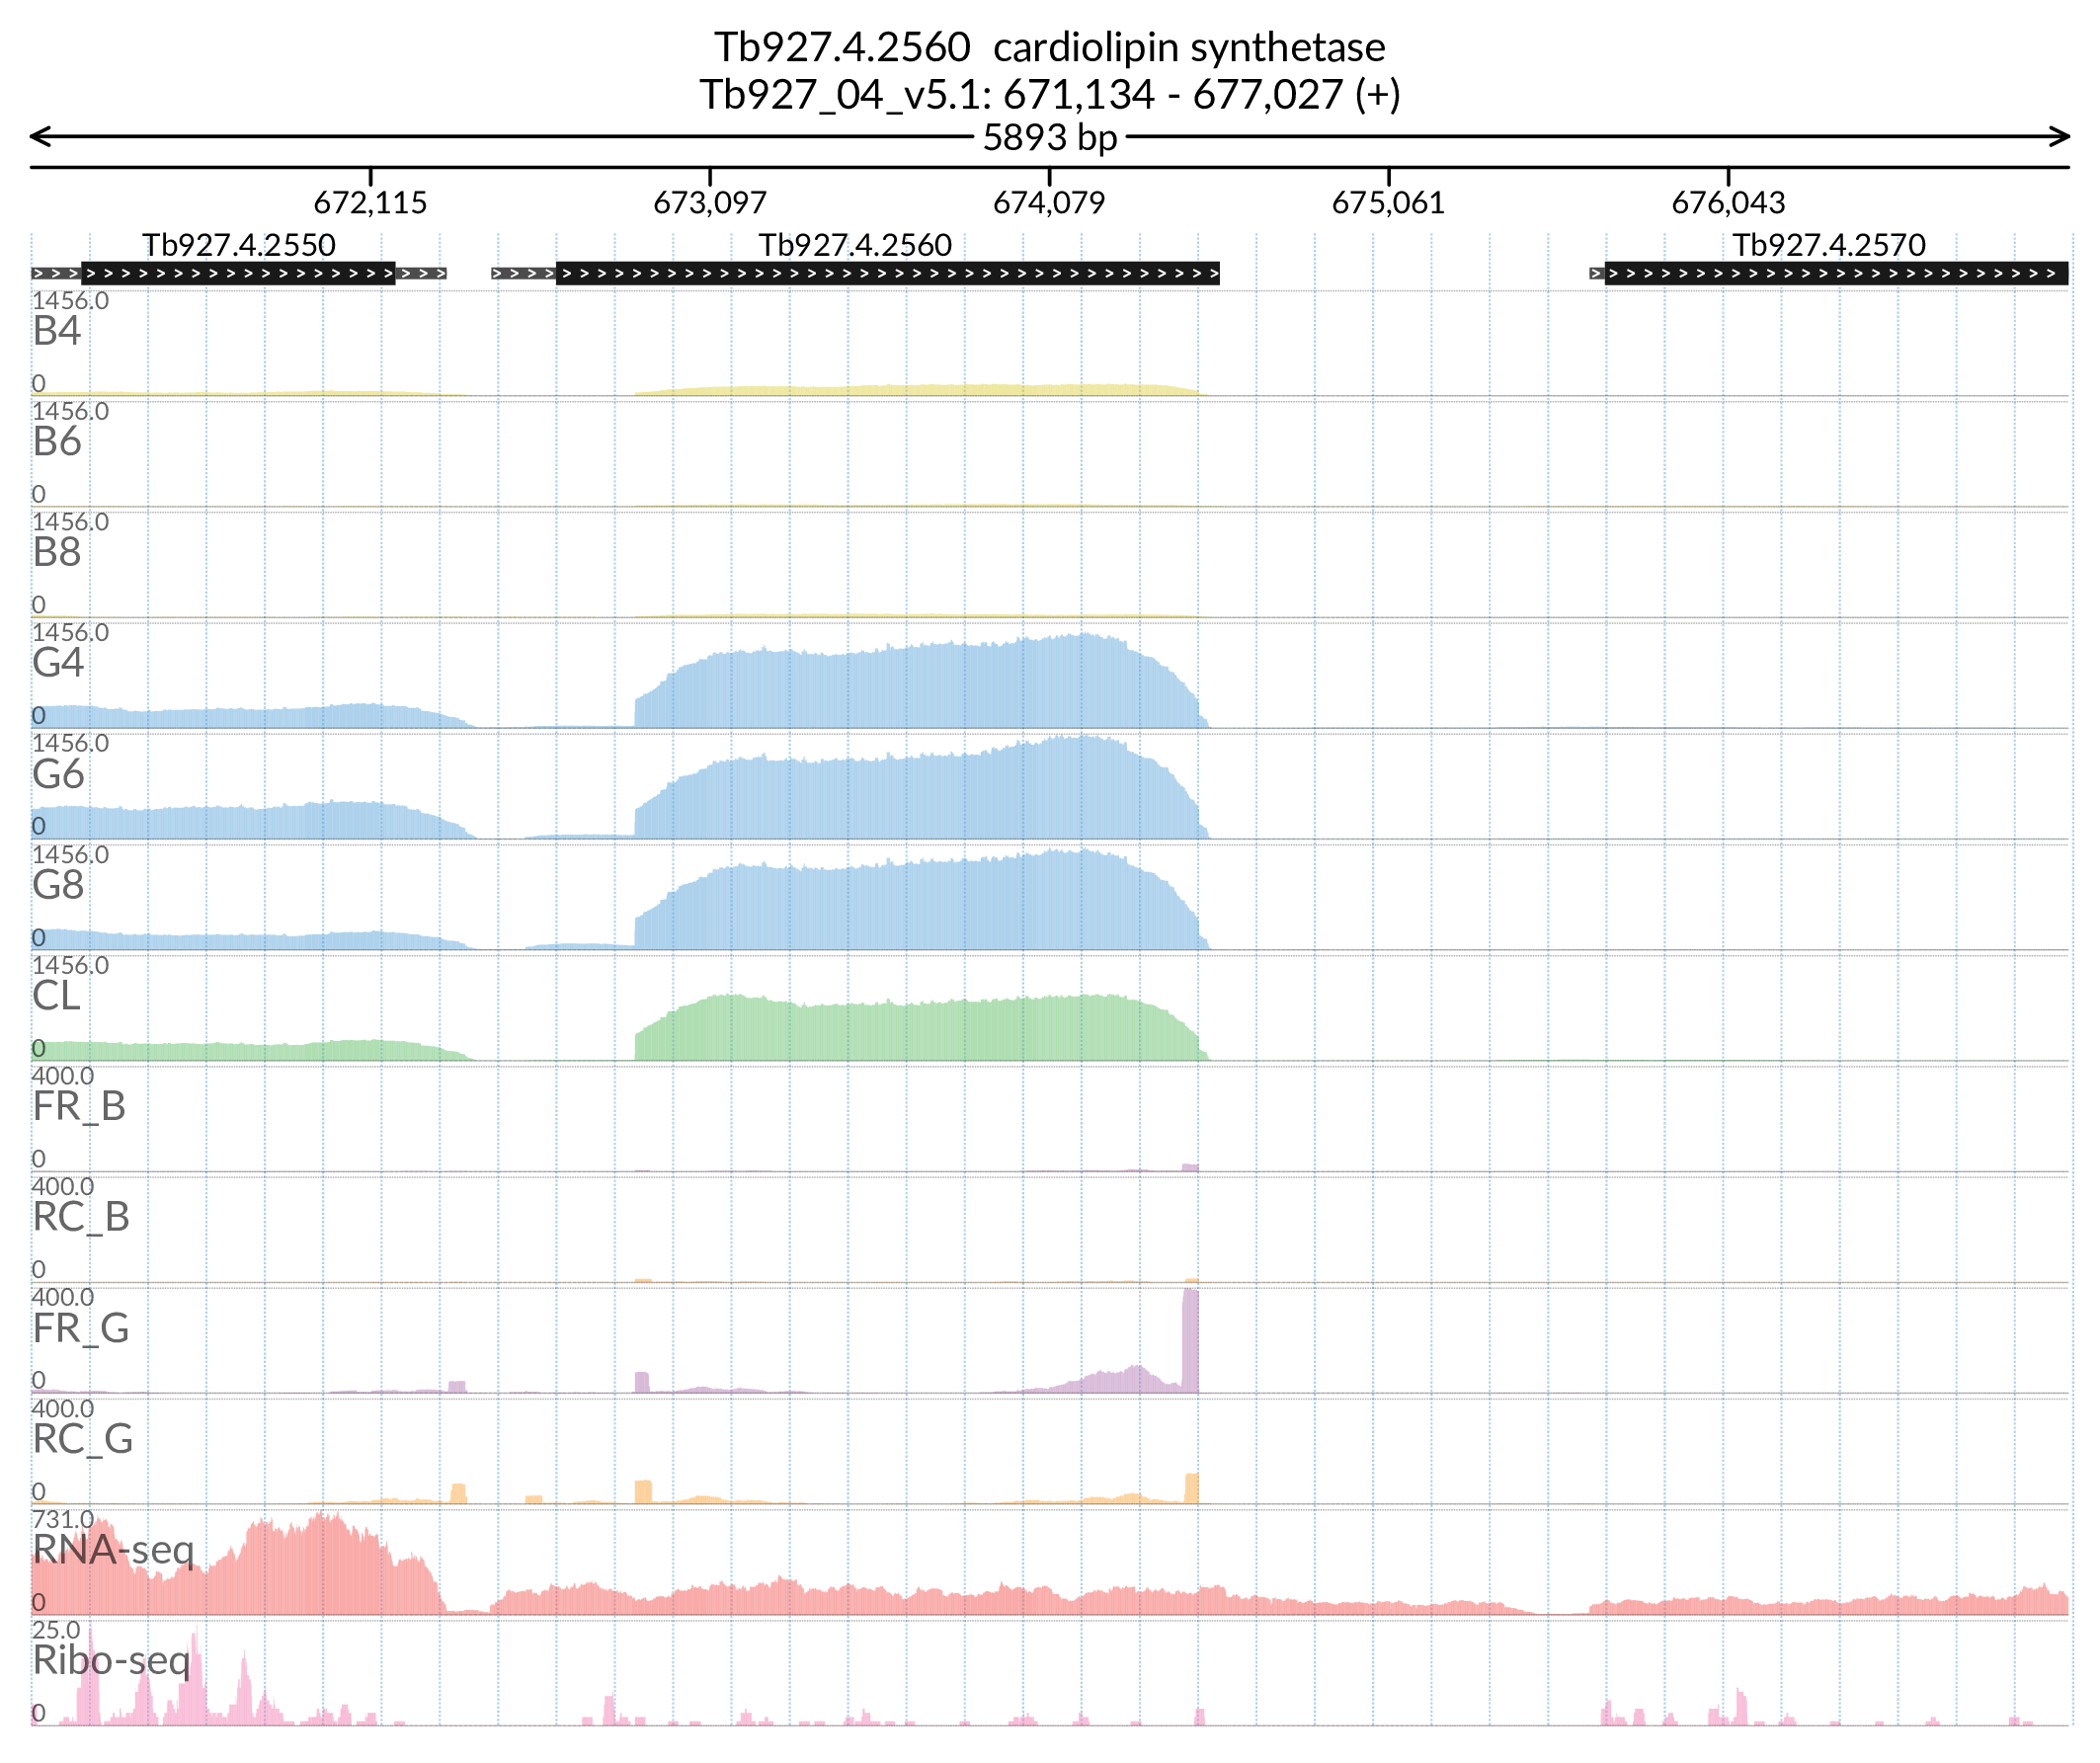 Tb927.4.2560  cardiolipin synthetase
Tb927_04_v5.1: 671,134 - 677,027 (+)
5893 bp
672,115 673,097 674,079 675,061 676,043
Tb927.4.2550 Tb927.4.2560 Tb927.4.2570
1456.0
B4
0
1456.0
B6
0
1456.0
B8
0
1456.0
G4
0
1456.0
G6
0
1456.0
G8
0
1456.0
CL
0
400.0
FR_B
0
400.0
RC_B
0
400.0
FR_G
0
400.0
RC_G
0
731.0
RNA-seq
0
25.0
Ribo-seq
0